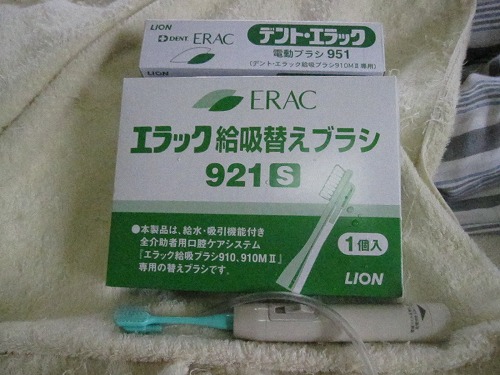 LION
DENT. ERAC
デント・エラック
電動ブラシ 951
(デント・エラック給吸ブラシ910MⅡ専用)
ERAC
エラック給吸替えブラシ
921 S
●本製品は、給水・吸引機能付き
全介助者用口腔ケアシステム
『エラック給吸ブラシ910、910MⅡ』
専用の替えブラシです。
1個入
LION